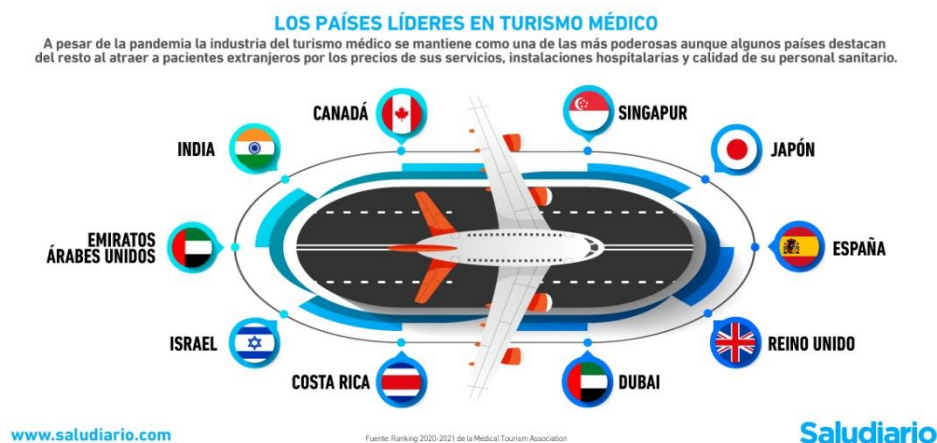 LOS PAÍSES LÍDERES EN TURISMO MÉDICO
A pesar de la pandemia la industria del turismo médico se mantiene como una de las más poderosas aunque algunos países destacan
del resto al atraer a pacientes extranjeros por los precios de sus servicios, instalaciones hospitalarias y calidad de su personal sanitario.
CANADÁ
SINGAPUR
INDIA
JAPÓN
EMIRATOS
ÁRABES UNIDOS
ESPAÑA
ISRAEL
REINO UNIDO
COSTA RICA
DUBAI
www.saludiario.com
Fuente: Ranking 2020-2021 de la Medical Tourism Association
Saludiario